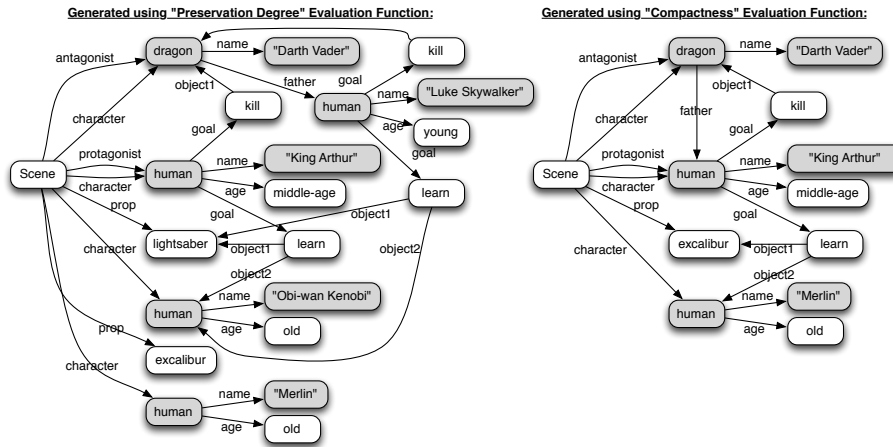 Generated using "Preservation Degree" Evaluation Function:
dragon
name
"Darth Vader"
kill
antagonist
father
goal
object1
human
name
"Luke Skywalker"
kill
age
young
character
goal
goal
protagonist
name
"King Arthur"
Scene
human
learn
character
age
middle-age
prop
goal
object1
lightsaber
object1
learn
object2
character
object2
name
"Obi-wan Kenobi"
human
age
old
prop
excalibur
character
name
"Merlin"
human
age
old
Generated using "Compactness" Evaluation Function:
dragon
name
"Darth Vader"
antagonist
object1
father
kill
character
goal
protagonist
name
"King Arthur"
Scene
human
character
age
middle-age
prop
goal
excalibur
object1
learn
character
object2
name
"Merlin"
human
age
old